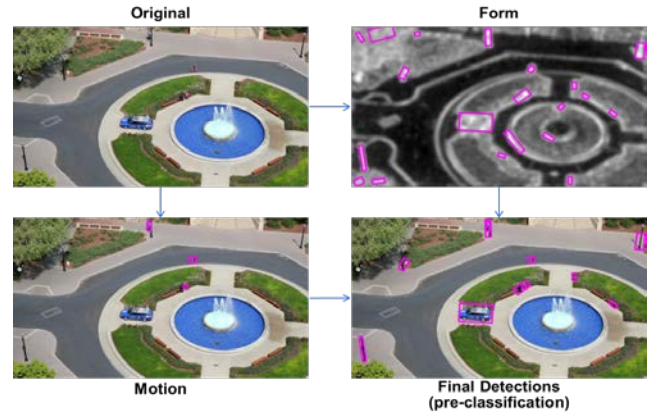 Original
Form
Motion
Final Detections
(pre-classification)